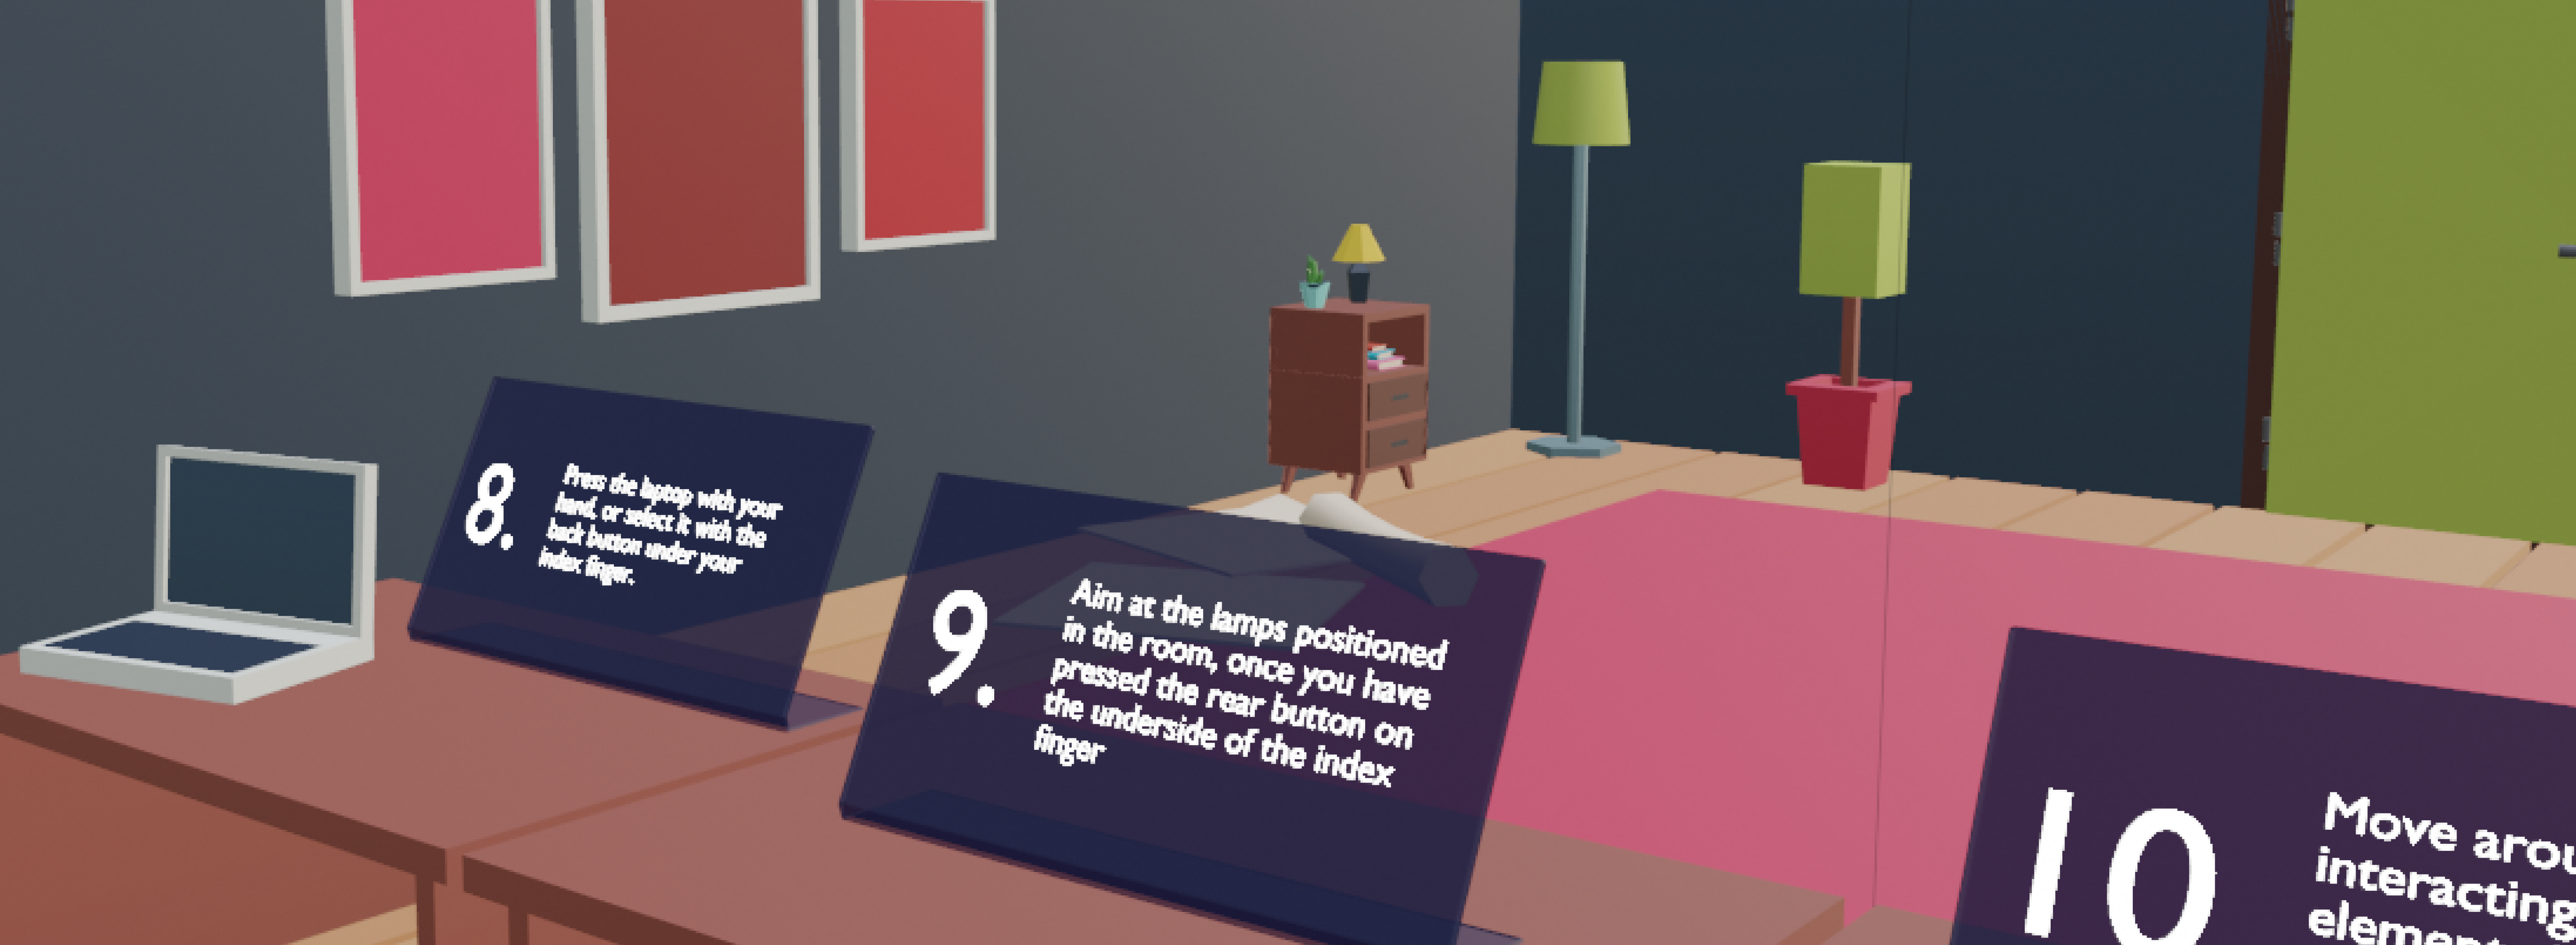 8.
Press the laptop with your
hand, or select it with the
back button under your
index finger.
9.
Aim at the lamps positioned
in the room, once you have
pressed the rear button on
the underside of the index
finger
10
Move
interacting